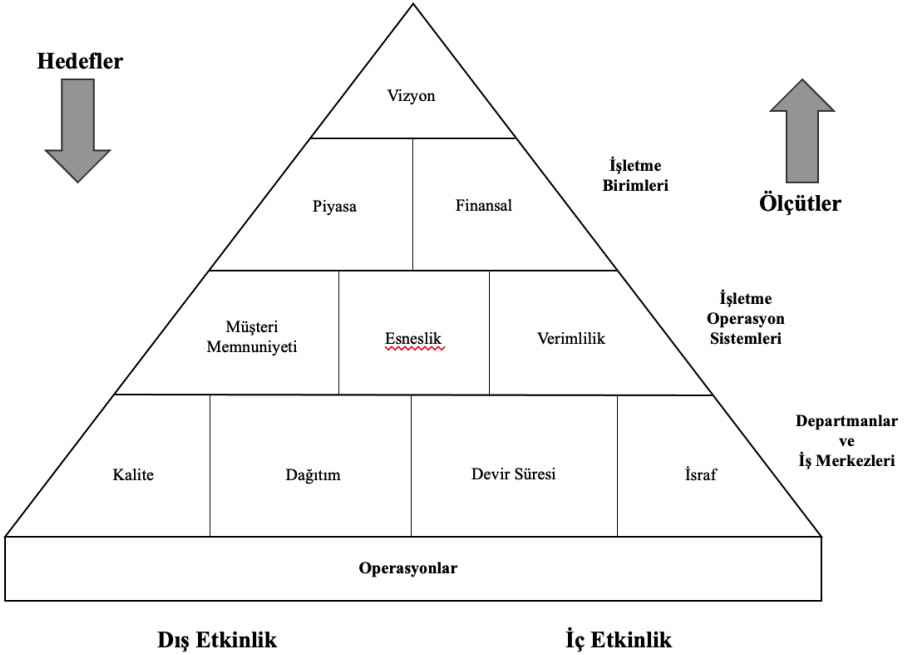 Hedefler
Vizyon
İşletme
Birimleri
Ölçütler
Piyasa
Finansal
İşletme
Operasyon
Sistemleri
Müşteri
Memnuniyeti
Esneslik
Verimlilik
Departmanlar
ve
İş Merkezleri
Kalite
Dağıtım
Devir Süresi
İsraf
Operasyonlar
Dış Etkinlik
İç Etkinlik